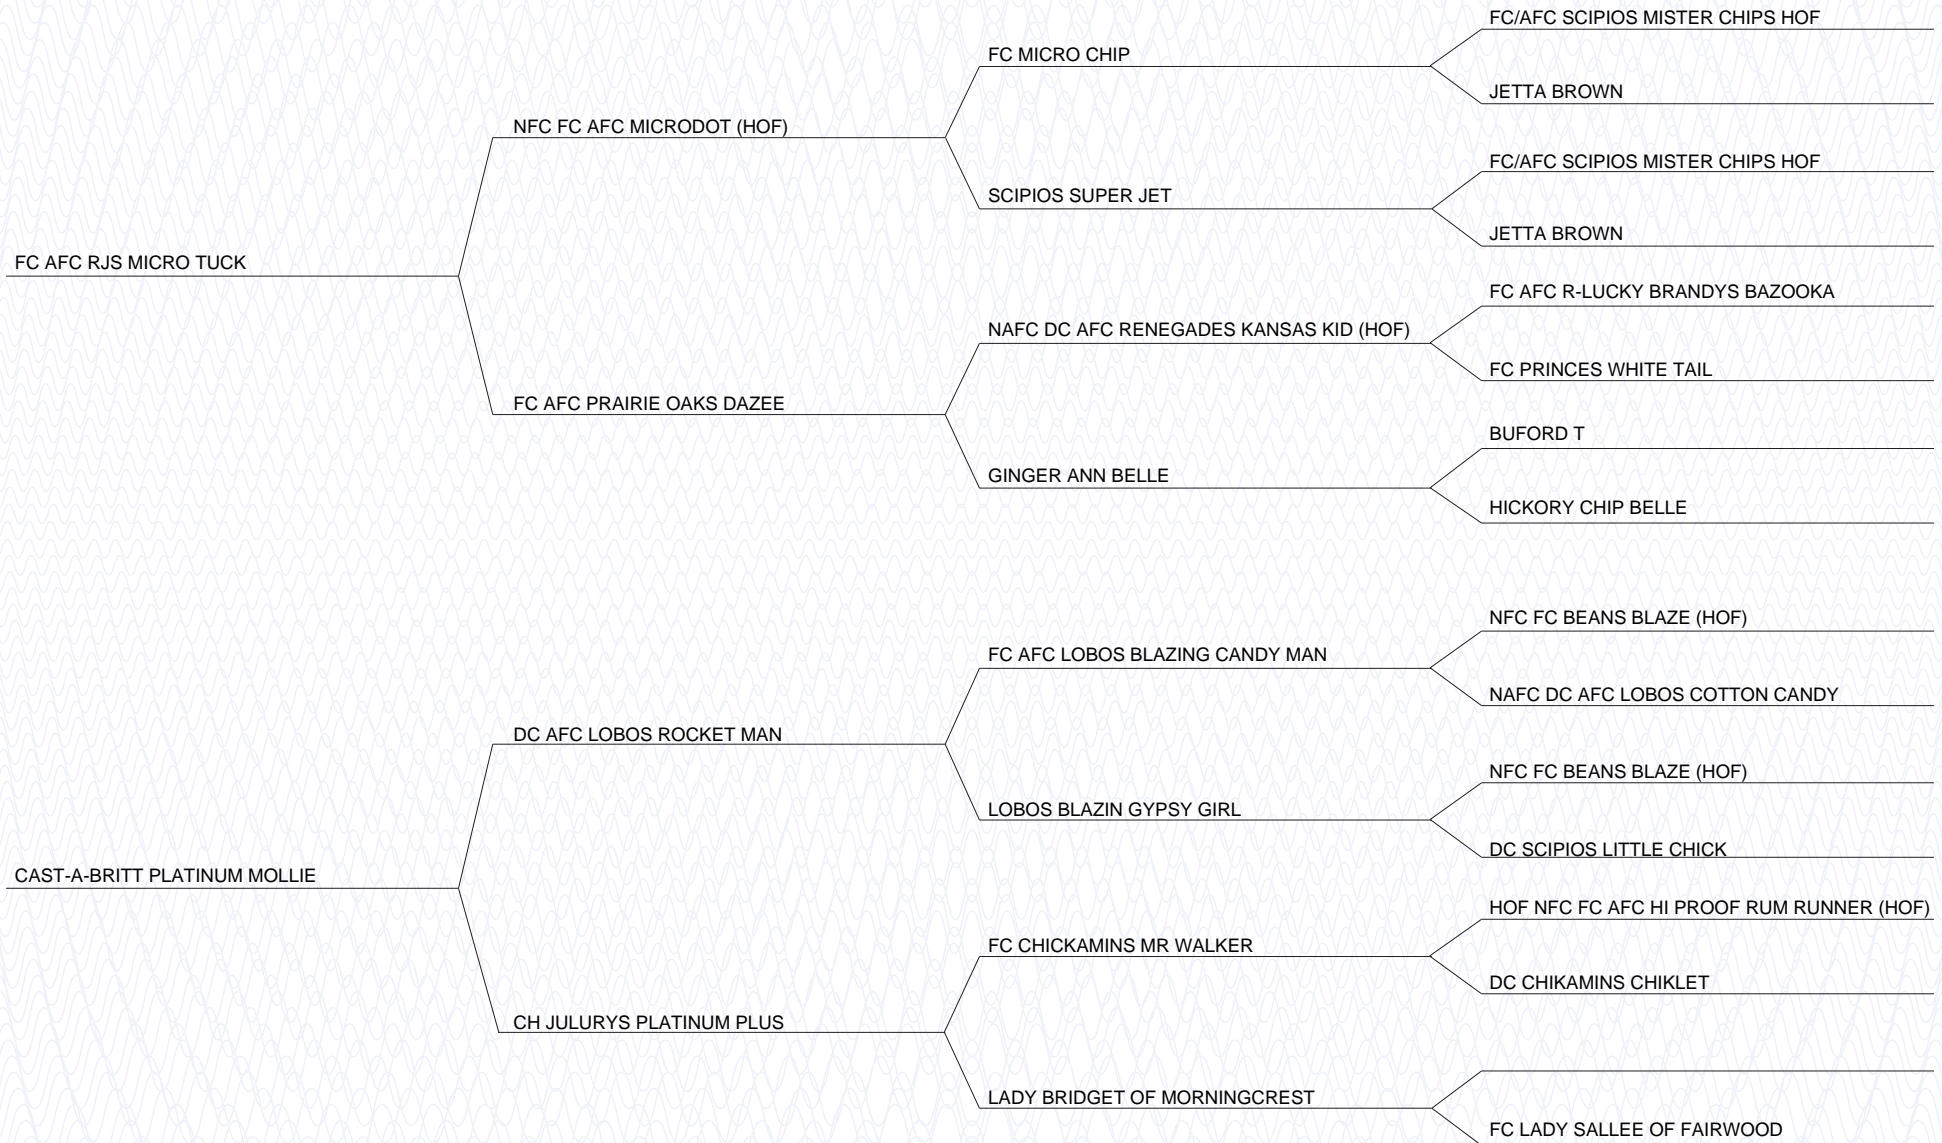 FC/AFC SCIPIOS MISTER CHIPS HOF
FC MICRO CHIP
JETTA BROWN
NFC FC AFC MICRODOT (HOF)
FC/AFC SCIPIOS MISTER CHIPS HOF
SCIPIOS SUPER JET
JETTA BROWN
FC AFC RJS MICRO TUCK
FC AFC R-LUCKY BRANDYS BAZOOKA
NAFC DC AFC RENEGADES KANSAS KID (HOF)
FC PRINCES WHITE TAIL
FC AFC PRAIRIE OAKS DAZEE
BUFORD T
GINGER ANN BELLE
HICKORY CHIP BELLE
NFC FC BEANS BLAZE (HOF)
FC AFC LOBOS BLAZING CANDY MAN
NAFC DC AFC LOBOS COTTON CANDY
DC AFC LOBOS ROCKET MAN
NFC FC BEANS BLAZE (HOF)
LOBOS BLAZIN GYPSY GIRL
DC SCIPIOS LITTLE CHICK
CAST-A-BRITT PLATINUM MOLLIE
HOF NFC FC AFC HI PROOF RUM RUNNER (HOF)
FC CHICKAMINS MR WALKER
DC CHIKAMINS CHIKLET
CH JULURYS PLATINUM PLUS
LADY BRIDGET OF MORNINGCREST
FC LADY SALLEE OF FAIRWOOD